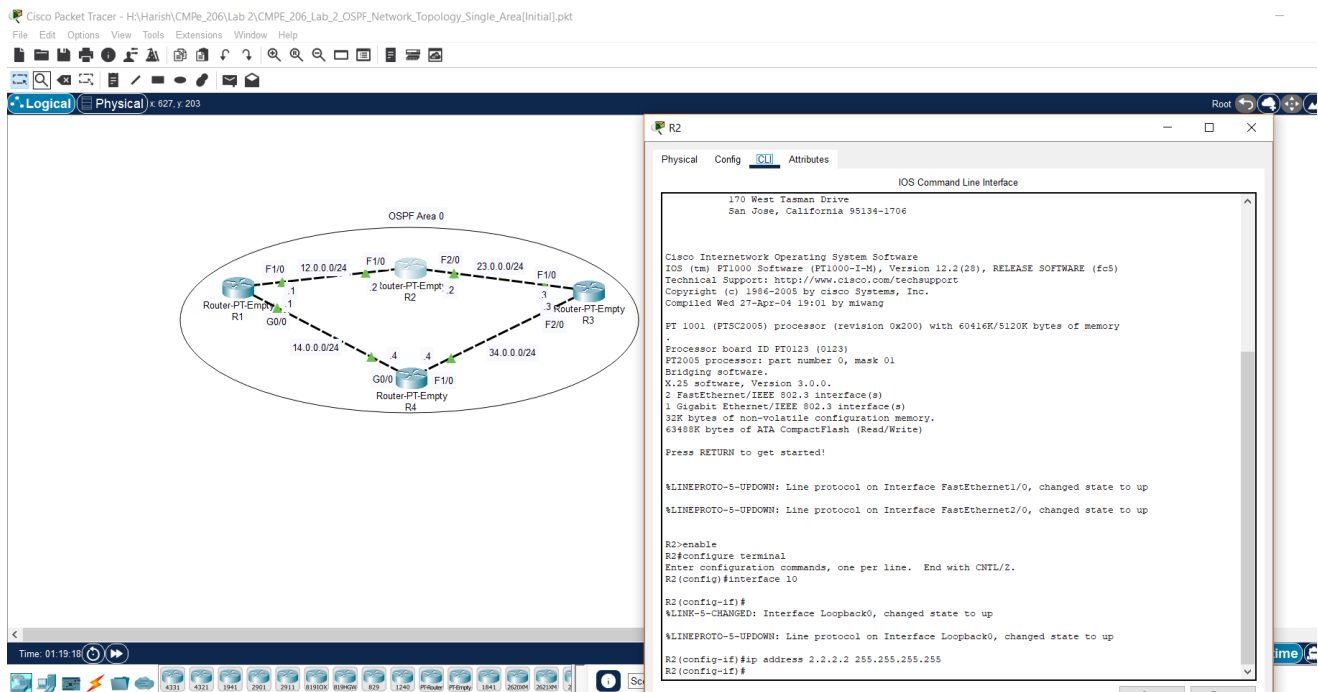 Cisco Packet Tracer - H:\Harish\CMPe_206\Lab 2\CMPE_206_Lab_2_OSPF_Network_Topology_Single_Area[Initial].pkt
File Edit Options View Tools Extensions Window Help
Logical Physical x: 627, y: 203
Root
OSPF Area 0
F1/0 12.0.0.0/24 F1/0 F2/0 23.0.0.0/24 F1/0
.1 .2 Router-PT-Empty .2 .3
R2
Router-PT-Empty .1 .3 Router-PT-Empty
R1 G0/0 F2/0 R3
14.0.0.0/24 .4 .4 34.0.0.0/24
G0/0 F1/0
Router-PT-Empty
R4
R2
Physical Config CLI Attributes
IOS Command Line Interface
170 West Tasman Drive
San Jose, California 95134-1706
Cisco Internetwork Operating System Software
IOS (tm) PT1000 Software (PT1000-I-M), Version 12.2(28), RELEASE SOFTWARE (fc5)
Technical Support: http://www.cisco.com/techsupport
Copyright (c) 1986-2005 by cisco Systems, Inc.
Compiled Wed 27-Apr-04 19:01 by miwang
PT 1001 (PTSC2005) processor (revision 0x200) with 60416K/5120K bytes of memory
.
Processor board ID PT0123 (0123)
PT2005 processor: part number 0, mask 01
Bridging software.
X.25 software, Version 3.0.0.
2 FastEthernet/IEEE 802.3 interface(s)
1 Gigabit Ethernet/IEEE 802.3 interface(s)
32K bytes of non-volatile configuration memory.
63488K bytes of ATA CompactFlash (Read/Write)
Press RETURN to get started!
%LINEPROTO-5-UPDOWN: Line protocol on Interface FastEthernet1/0, changed state to up
%LINEPROTO-5-UPDOWN: Line protocol on Interface FastEthernet2/0, changed state to up
R2>enable
R2#configure terminal
Enter configuration commands, one per line. End with CNTL/Z.
R2(config)#interface l0
R2(config-if)#
%LINK-5-CHANGED: Interface Loopback0, changed state to up
%LINEPROTO-5-UPDOWN: Line protocol on Interface Loopback0, changed state to up
R2(config-if)#ip address 2.2.2.2 255.255.255.255
R2(config-if)#
Time: 01:19:18
ime
4331 4321 1941 2901 2911 819IOX 819HGW 829 1240 PT-Router PT-Empty 1841 2620XM 2621XM 2
Sc